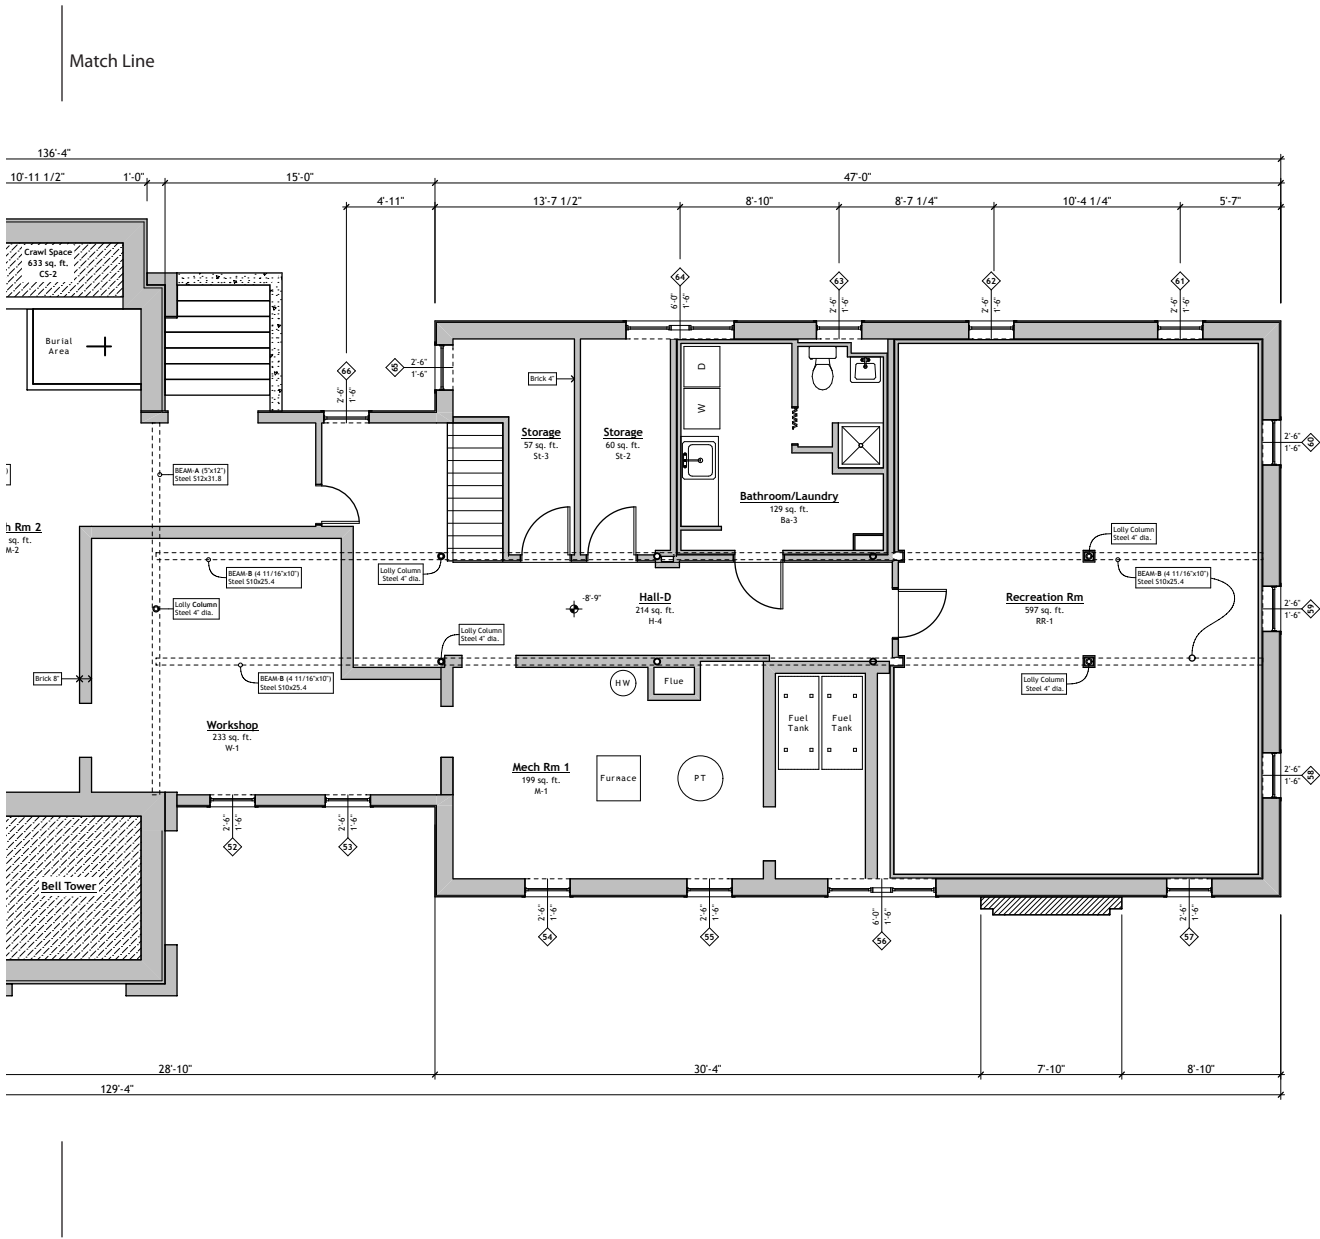 Match Line
136'-4"
10'-11 1/2"
1'-0"
15'-0"
47'-0"
4'-11"
13'-7 1/2"
8'-10"
8'-7 1/4"
10'-4 1/4"
5'-7"
Crawl Space
633 sq. ft.
CS-2
64
6'-0"
1'-6"
63
2'-6"
1'-6"
62
2'-6"
1'-6"
61
2'-6"
1'-6"
Burial
Area
66
2'-6"
1'-6"
65
2'-6"
1'-6"
Brick 4"
D
W
Storage
57 sq. ft.
St-3
Storage
60 sq. ft.
St-2
2'-6"
1'-6"
60
BEAM-A (5"x12")
Steel S12x31.8
Bathroom/Laundry
129 sq. ft.
Ba-3
h Rm 2
sq. ft.
M-2
Lolly Column
Steel 4" dia.
BEAM-B (4 11/16"x10")
Steel S10x25.4
Lolly Column
Steel 4" dia.
BEAM-B (4 11/16"x10")
Steel S10x25.4
Lolly Column
Steel 4" dia.
-8'-9"
Hall-D
214 sq. ft.
H-4
Recreation Rm
597 sq. ft.
RR-1
2'-6"
1'-6"
59
Lolly Column
Steel 4" dia.
Brick 8"
BEAM-B (4 11/16"x10")
Steel S10x25.4
HW
Flue
Lolly Column
Steel 4" dia.
Workshop
233 sq. ft.
W-1
Fuel
Tank
Fuel
Tank
Mech Rm 1
199 sq. ft.
M-1
Furnace
PT
2'-6"
1'-6"
58
2'-6"
1'-6"
52
2'-6"
1'-6"
53
Bell Tower
2'-6"
1'-6"
54
2'-6"
1'-6"
55
6'-0"
1'-6"
56
2'-6"
1'-6"
57
28'-10"
30'-4"
7'-10"
8'-10"
129'-4"